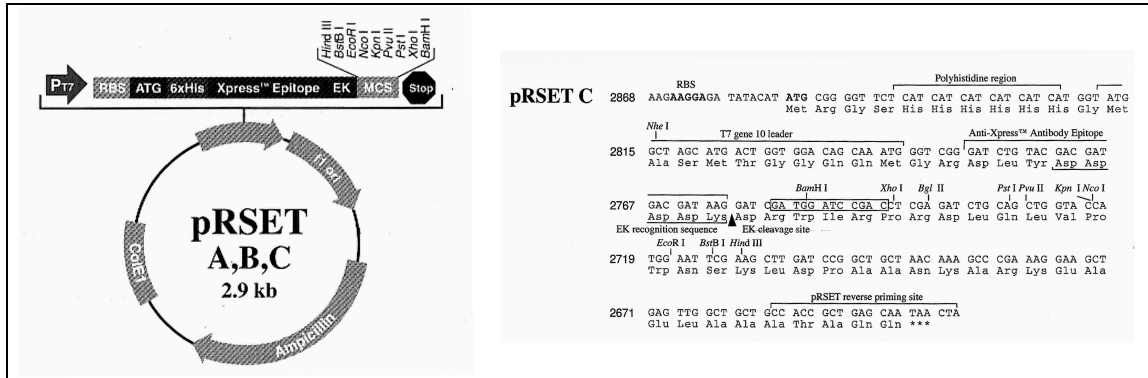 Hind III
BstB I
EcoR I
Nco I
Kpn I
Pvu II
Pst I
Xho I
BamH I
PT7
RBS ATG 6xHis Xpress™ Epitope EK MCS Stop
f1 ori
pRSET
A,B,C
2.9 kb
ColE1
Ampicillin
pRSET C
RBS Polyhistidine region
2868 AAGAAGGAGA TATACAT ATG CGG GGT TCT CAT CAT CAT CAT CAT CAT GGT ATG
Met Arg Gly Ser His His His His His His Gly Met
Nhe I T7 gene 10 leader Anti-Xpress™ Antibody Epitope
2815 GCT AGC ATG ACT GGT GGA CAG CAA ATG GGT CGG GAT CTG TAC GAC GAT
Ala Ser Met Thr Gly Gly Gln Gln Met Gly Arg Asp Leu Tyr Asp Asp
BamH I Xho I Bgl II Pst I Pvu II Kpn I Nco I
2767 GAC GAT AAG GAT C GATGG ATC CGA C CT CGA GAT CTG CAG CTG GTA CCA
Asp Asp Lys Asp Arg Trp Ile Arg Pro Arg Asp Leu Gln Leu Val Pro
EK recognition sequence EK cleavage site
EcoR I BstB I Hind III
2719 TGG AAT TCG AAG CTT GAT CCG GCT GCT AAC AAA GCC CGA AAG GAA GCT
Trp Asn Ser Lys Leu Asp Pro Ala Ala Asn Lys Ala Arg Lys Glu Ala
pRSET reverse priming site
2671 GAG TTG GCT GCT GCC ACC GCT GAG CAA TAA CTA
Glu Leu Ala Ala Ala Thr Ala Gln Gln ***